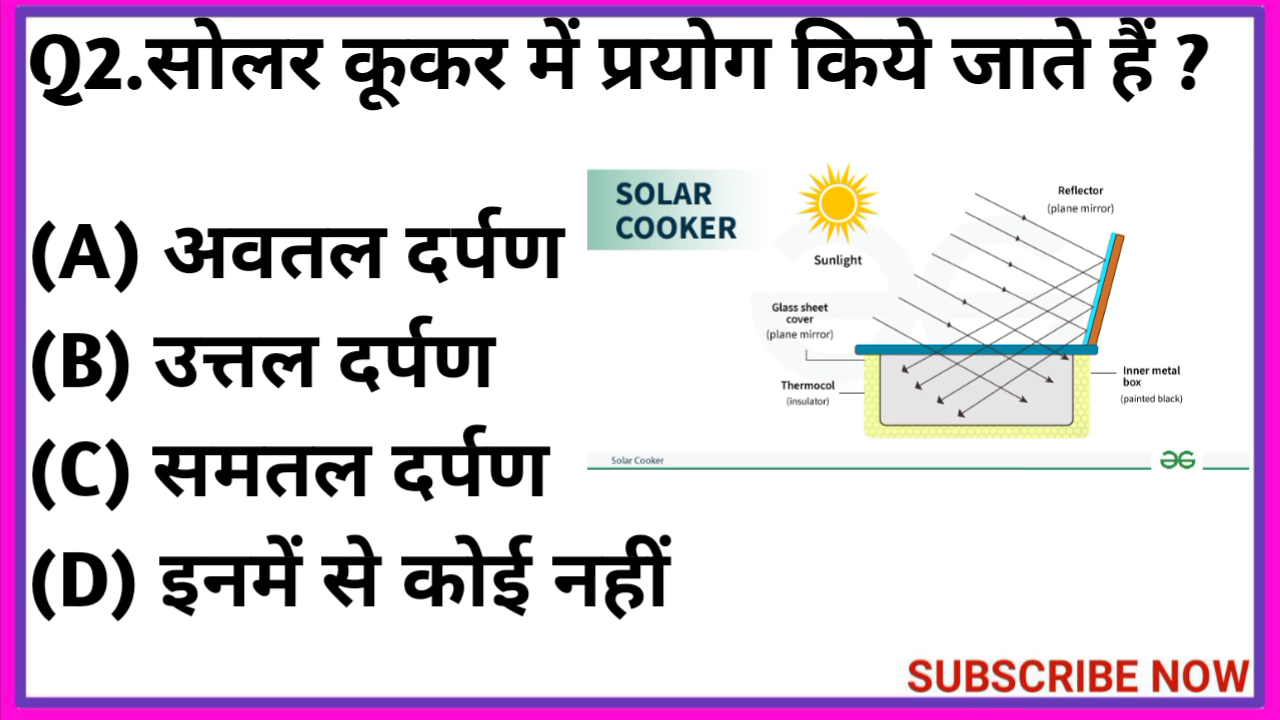 Q2.सोलर कूकर में प्रयोग किये जाते हैं ?
(A) अवतल दर्पण
(B) उत्तल दर्पण
(C) समतल दर्पण
(D) इनमें से कोई नहीं
SOLAR
COOKER
Sunlight
Reflector
(plane mirror)
Glass sheet
cover
(plane mirror)
Thermocol
(insulator)
Inner metal
box
(painted black)
Solar Cooker
SUBSCRIBE NOW